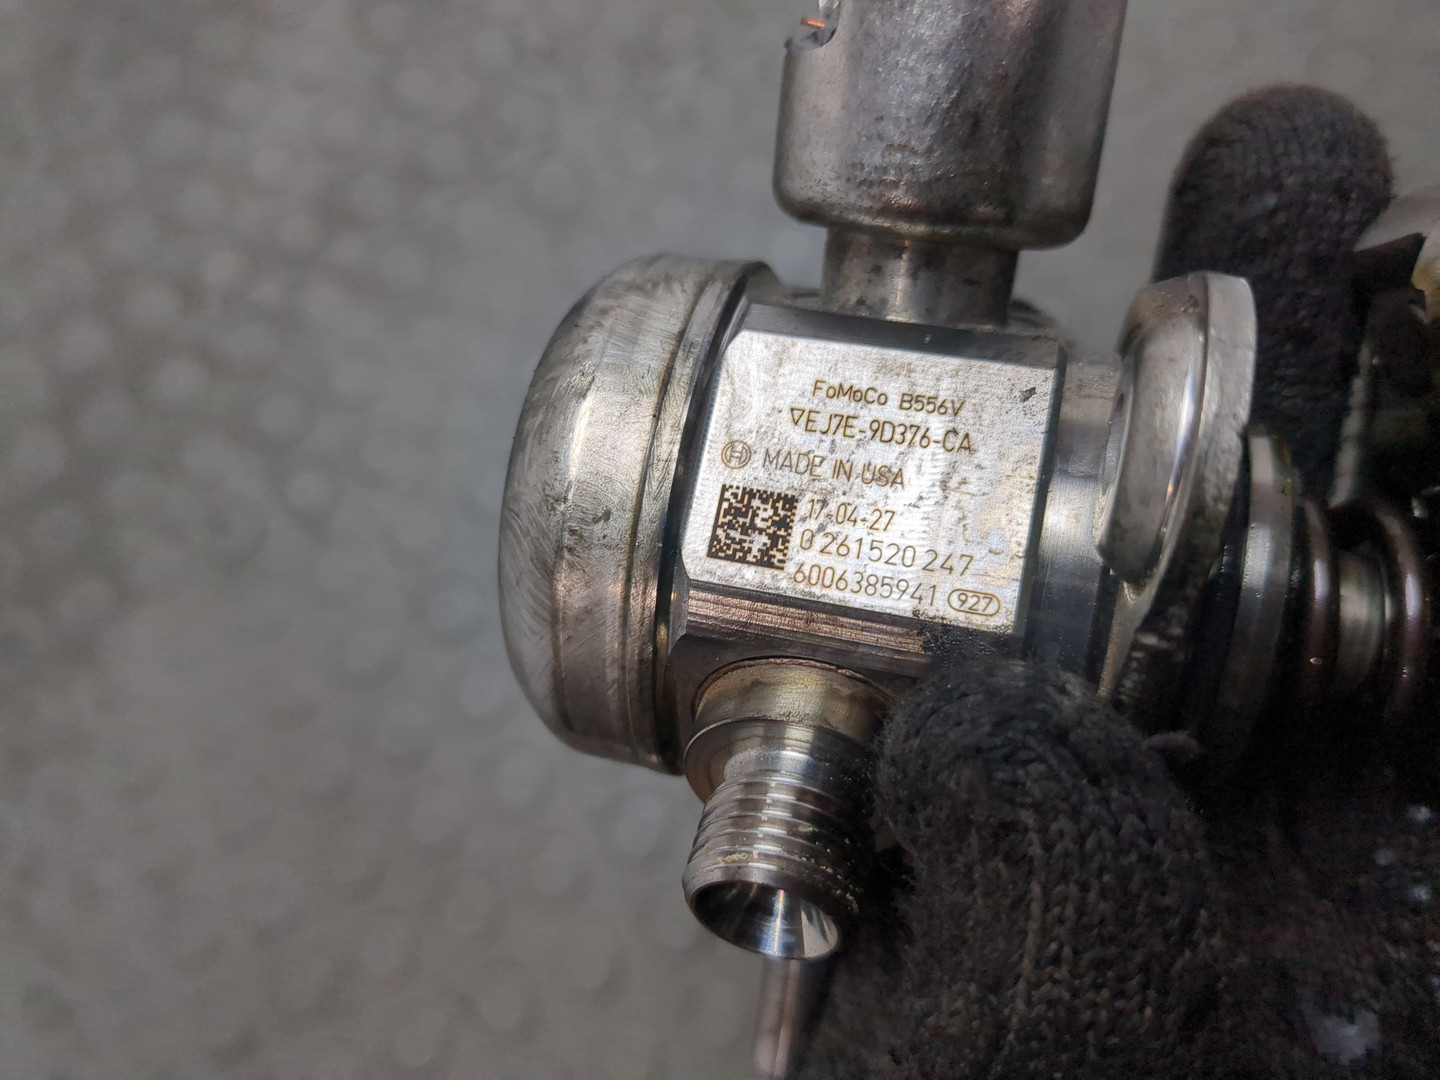 FoMoCo B556V
▽EJ7E-9D376-CA
MADE IN USA
17-04-27
0 261 520 247
6006385941 927